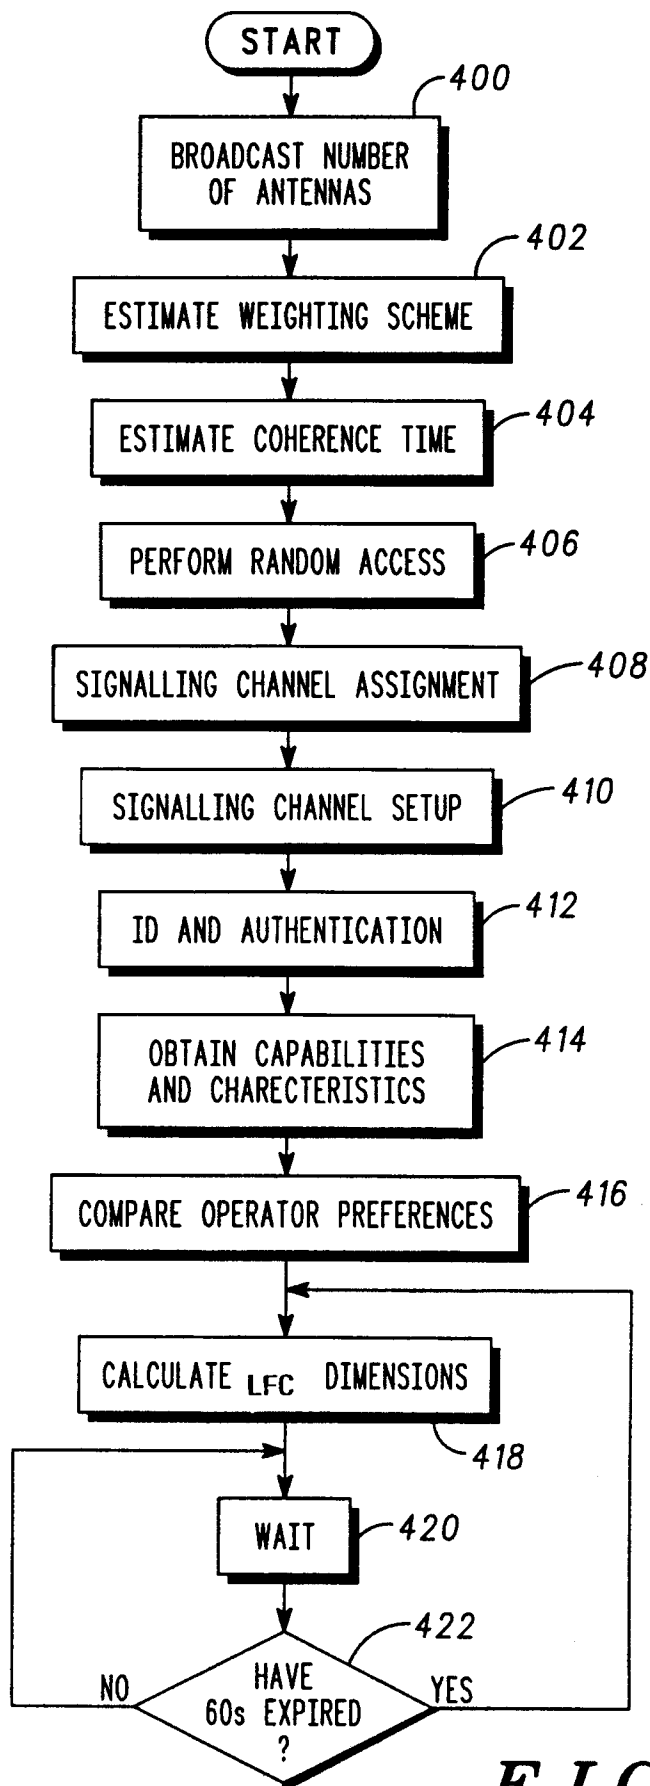 START
400
BROADCAST NUMBER
OF ANTENNAS
402
ESTIMATE WEIGHTING SCHEME
404
ESTIMATE COHERENCE TIME
406
PERFORM RANDOM ACCESS
408
SIGNALLING CHANNEL ASSIGNMENT
410
SIGNALLING CHANNEL SETUP
412
ID AND AUTHENTICATION
414
OBTAIN CAPABILITIES
AND CHARECTERISTICS
416
COMPARE OPERATOR PREFERENCES
CALCULATE LFC DIMENSIONS
418
WAIT
420
422
HAVE
60s EXPIRED
?
NO
YES